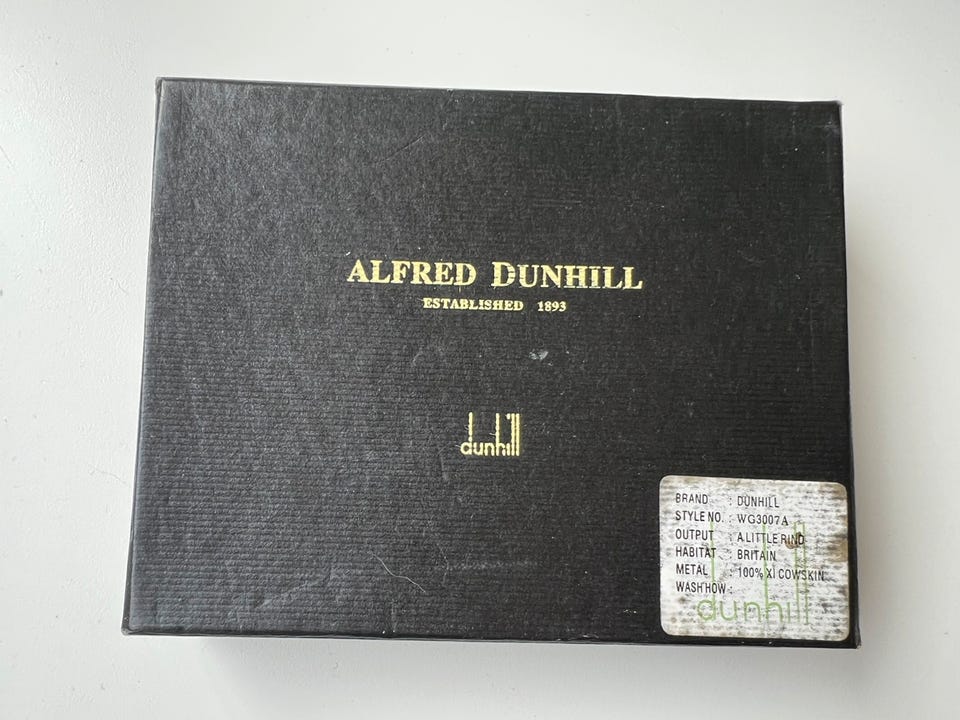 ALFRED DUNHILL
ESTABLISHED 1893
dunhill
BRAND : DUNHILL
STYLE NO. : WG3007A
OUTPUT : A LITTLE RIND
HABITAT : BRITAIN
METAL : 100% XI COWSKIN
WASH HOW :
dunhill